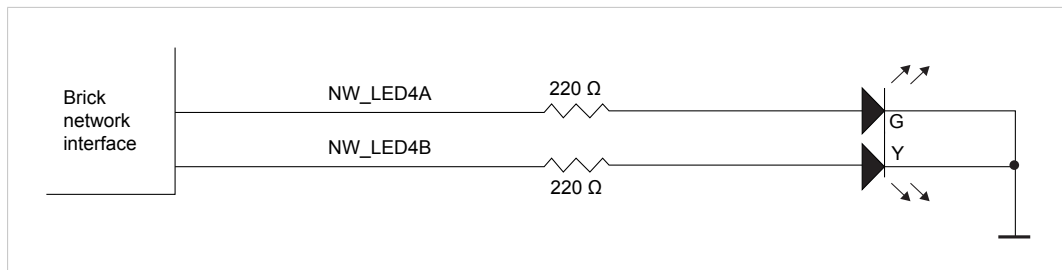 Brick
network
interface
NW_LED4A
220 Ω
G
NW_LED4B
220 Ω
Y